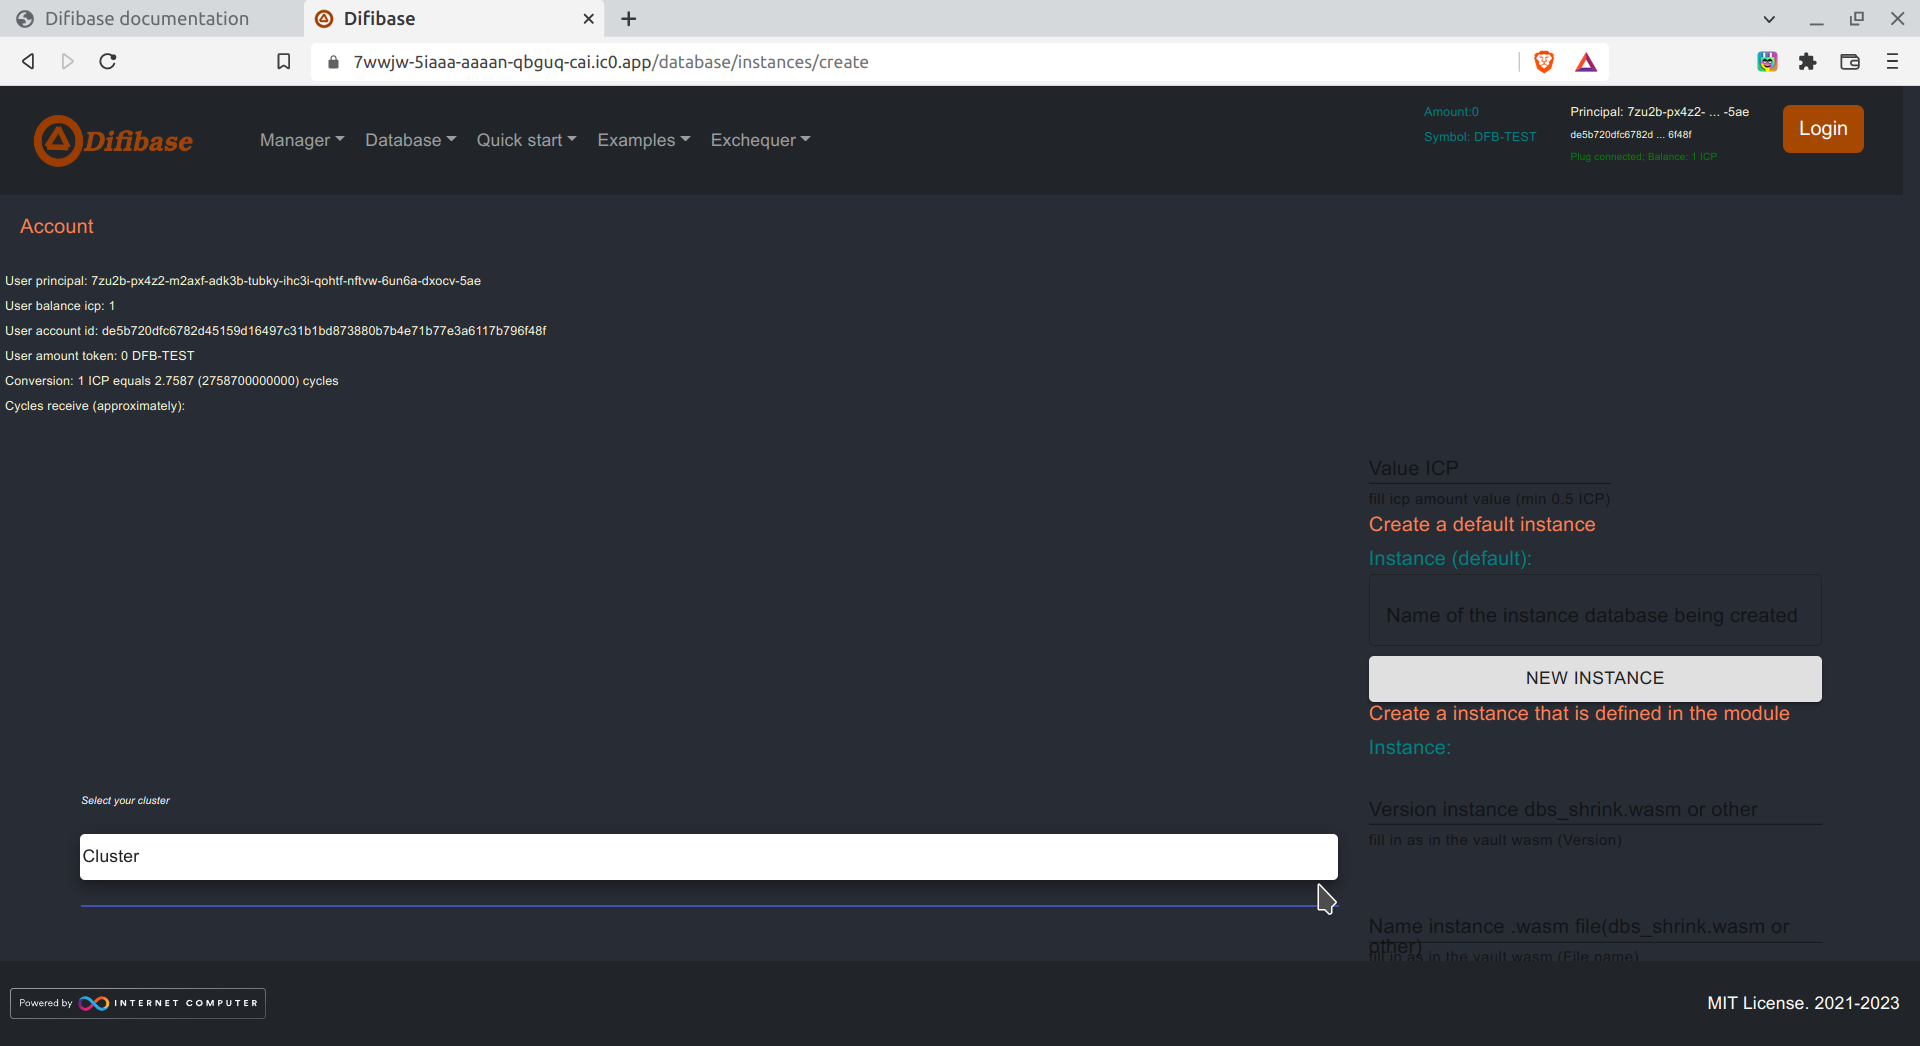 Difibase documentation
Difibase
7wwjw-5iaaa-aaaan-qbguq-cai.ic0.app/database/instances/create
Difibase
Manager
Database
Quick start
Examples
Exchequer
Amount:0
Symbol: DFB-TEST
Principal: 7zu2b-px4z2- ... -5ae
de5b720dfc6782d ... 6f48f
Plug connected; Balance: 1 ICP
Login
Account
User principal: 7zu2b-px4z2-m2axf-adk3b-tubky-ihc3i-qohtf-nftvw-6un6a-dxocv-5ae
User balance icp: 1
User account id: de5b720dfc6782d45159d16497c31b1bd873880b7b4e71b77e3a6117b796f48f
User amount token: 0 DFB-TEST
Conversion: 1 ICP equals 2.7587 (2758700000000) cycles
Cycles receive (approximately):
Value ICP
fill icp amount value (min 0.5 ICP)
Create a default instance
Instance (default):
Name of the instance database being created
NEW INSTANCE
Create a instance that is defined in the module
Instance:
Select your cluster
Cluster
Version instance dbs_shrink.wasm or other
fill in as in the vault wasm (Version)
Name instance .wasm file(dbs_shrink.wasm or
other)
fill in as in the vault wasm (File name)
Powered by INTERNET COMPUTER
MIT License. 2021-2023